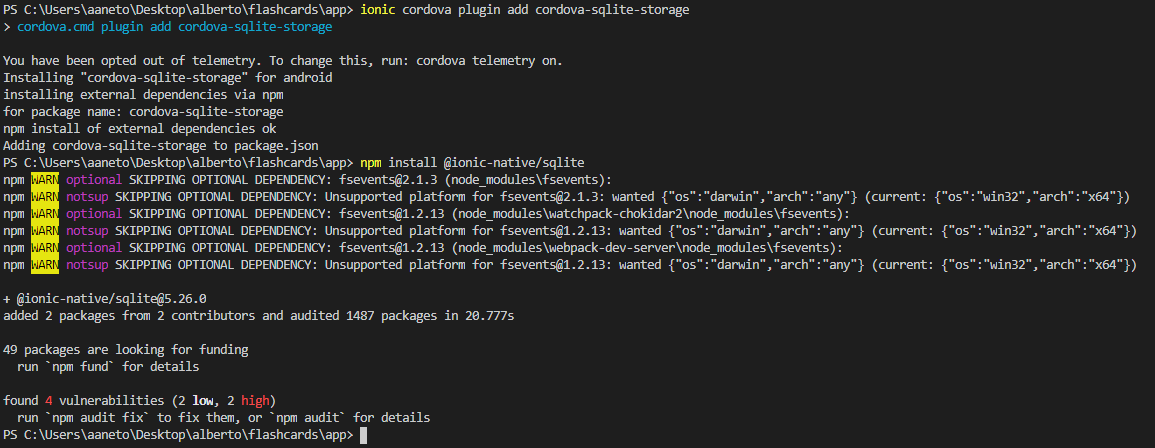 PS C:\Users\aaneto\Desktop\alberto\flashcards\app> ionic cordova plugin add cordova-sqlite-storage
> cordova.cmd plugin add cordova-sqlite-storage
You have been opted out of telemetry. To change this, run: cordova telemetry on.
Installing "cordova-sqlite-storage" for android
installing external dependencies via npm
for package name: cordova-sqlite-storage
npm install of external dependencies ok
Adding cordova-sqlite-storage to package.json
PS C:\Users\aaneto\Desktop\alberto\flashcards\app> npm install @ionic-native/sqlite
npm WARN optional SKIPPING OPTIONAL DEPENDENCY: fsevents@2.1.3 (node_modules\fsevents):
npm WARN notsup SKIPPING OPTIONAL DEPENDENCY: Unsupported platform for fsevents@2.1.3: wanted {"os":"darwin","arch":"any"} (current: {"os":"win32","arch":"x64"})
npm WARN optional SKIPPING OPTIONAL DEPENDENCY: fsevents@1.2.13 (node_modules\watchpack-chokidar2\node_modules\fsevents):
npm WARN notsup SKIPPING OPTIONAL DEPENDENCY: Unsupported platform for fsevents@1.2.13: wanted {"os":"darwin","arch":"any"} (current: {"os":"win32","arch":"x64"})
npm WARN optional SKIPPING OPTIONAL DEPENDENCY: fsevents@1.2.13 (node_modules\webpack-dev-server\node_modules\fsevents):
npm WARN notsup SKIPPING OPTIONAL DEPENDENCY: Unsupported platform for fsevents@1.2.13: wanted {"os":"darwin","arch":"any"} (current: {"os":"win32","arch":"x64"})
+ @ionic-native/sqlite@5.26.0
added 2 packages from 2 contributors and audited 1487 packages in 20.777s
49 packages are looking for funding
  run `npm fund` for details
found 4 vulnerabilities (2 low, 2 high)
  run `npm audit fix` to fix them, or `npm audit` for details
PS C:\Users\aaneto\Desktop\alberto\flashcards\app>